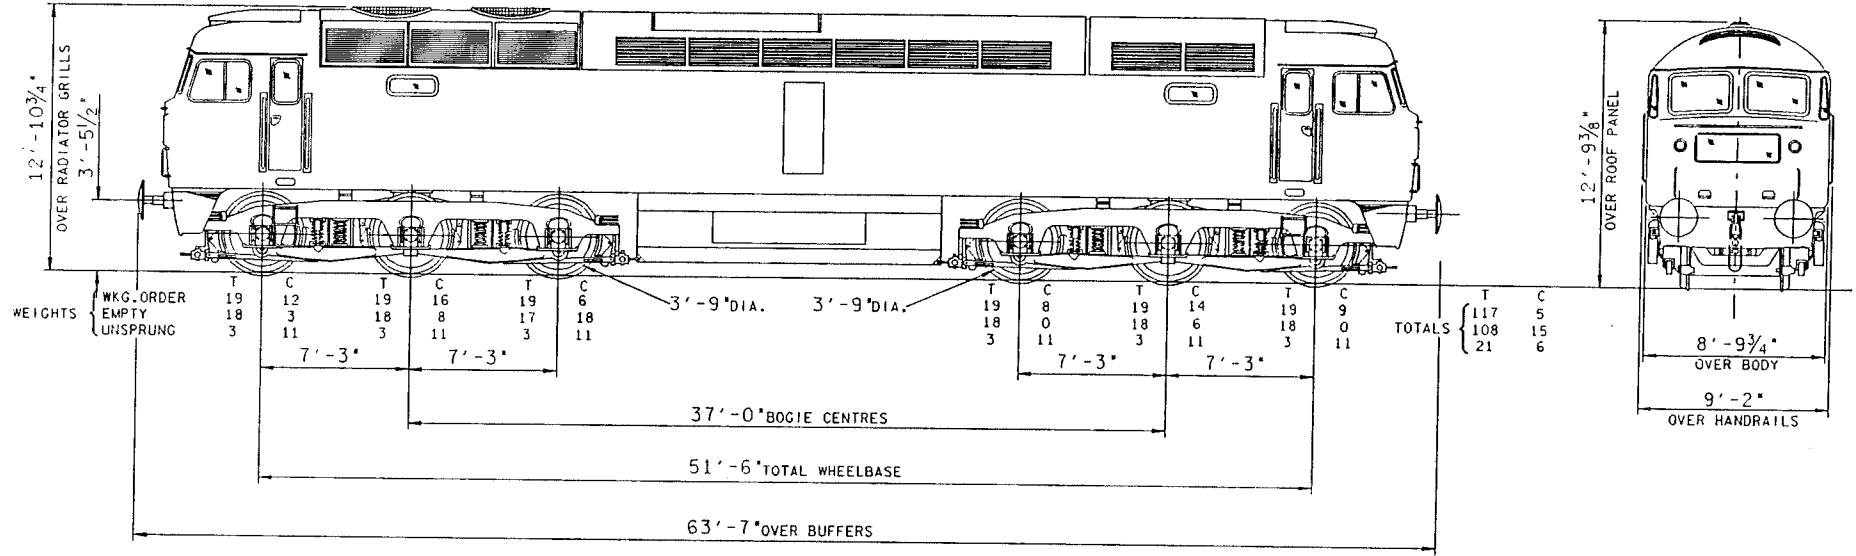 12'-10¾"
OVER RADIATOR GRILLS
3'-5½"
12'-9⅜"
OVER ROOF PANEL
T C T C T C T C T C T C T C
WEIGHTS { WKG.ORDER 19 12 19 16 19 6 19 8 19 14 19 9 TOTALS { 117 5
EMPTY 18 3 18 8 17 18 18 0 18 6 18 0 108 15
UNSPRUNG 3 11 3 11 3 11 3 11 3 11 3 11 21 6
3'-9"DIA. 3'-9"DIA.
7'-3" 7'-3" 7'-3" 7'-3"
8'-9¾"
OVER BODY
9'-2"
OVER HANDRAILS
37'-0"BOGIE CENTRES
51'-6"TOTAL WHEELBASE
63'-7"OVER BUFFERS